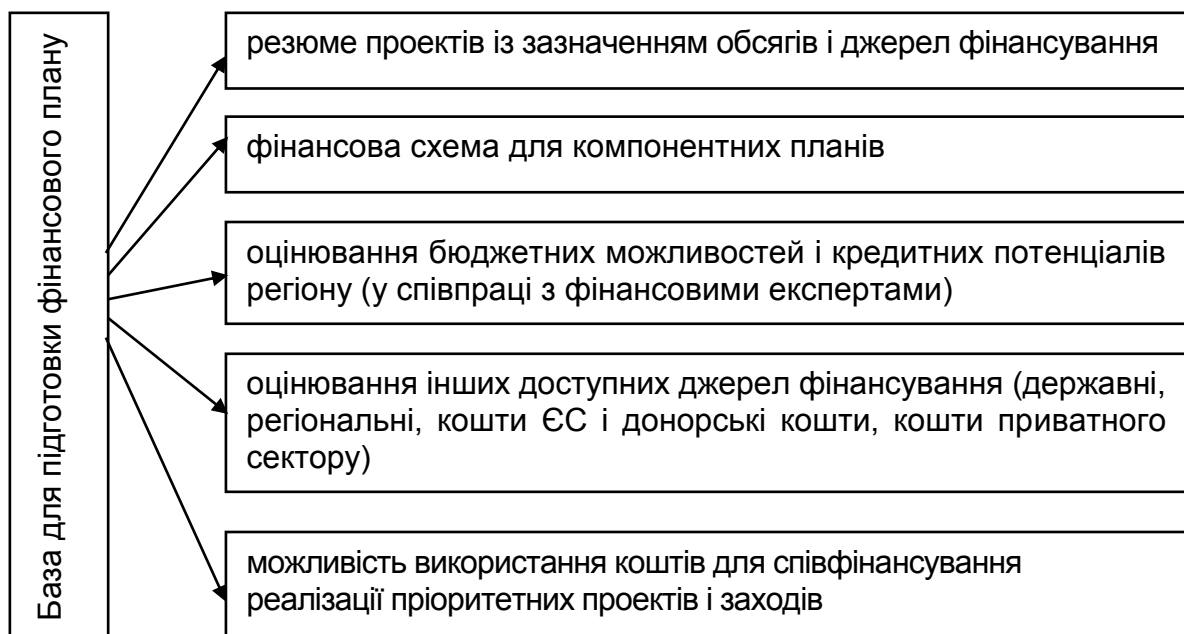 База для підготовки фінансового плану
резюме проектів із зазначенням обсягів і джерел фінансування
фінансова схема для компонентних планів
оцінювання бюджетних можливостей і кредитних потенціалів
регіону (у співпраці з фінансовими експертами)
оцінювання інших доступних джерел фінансування (державні,
регіональні, кошти ЄС і донорські кошти, кошти приватного
сектору)
можливість використання коштів для співфінансування
реалізації пріоритетних проектів і заходів